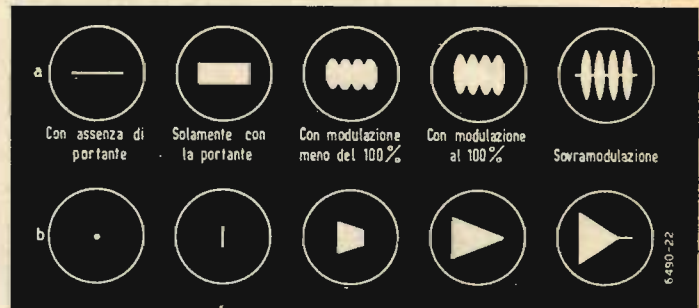 a
Con assenza di
portante
Solamente con
la portante
Con modulazione
meno del 100%
Con modulazione
al 100%
Sovramodulazione
b
6490-22